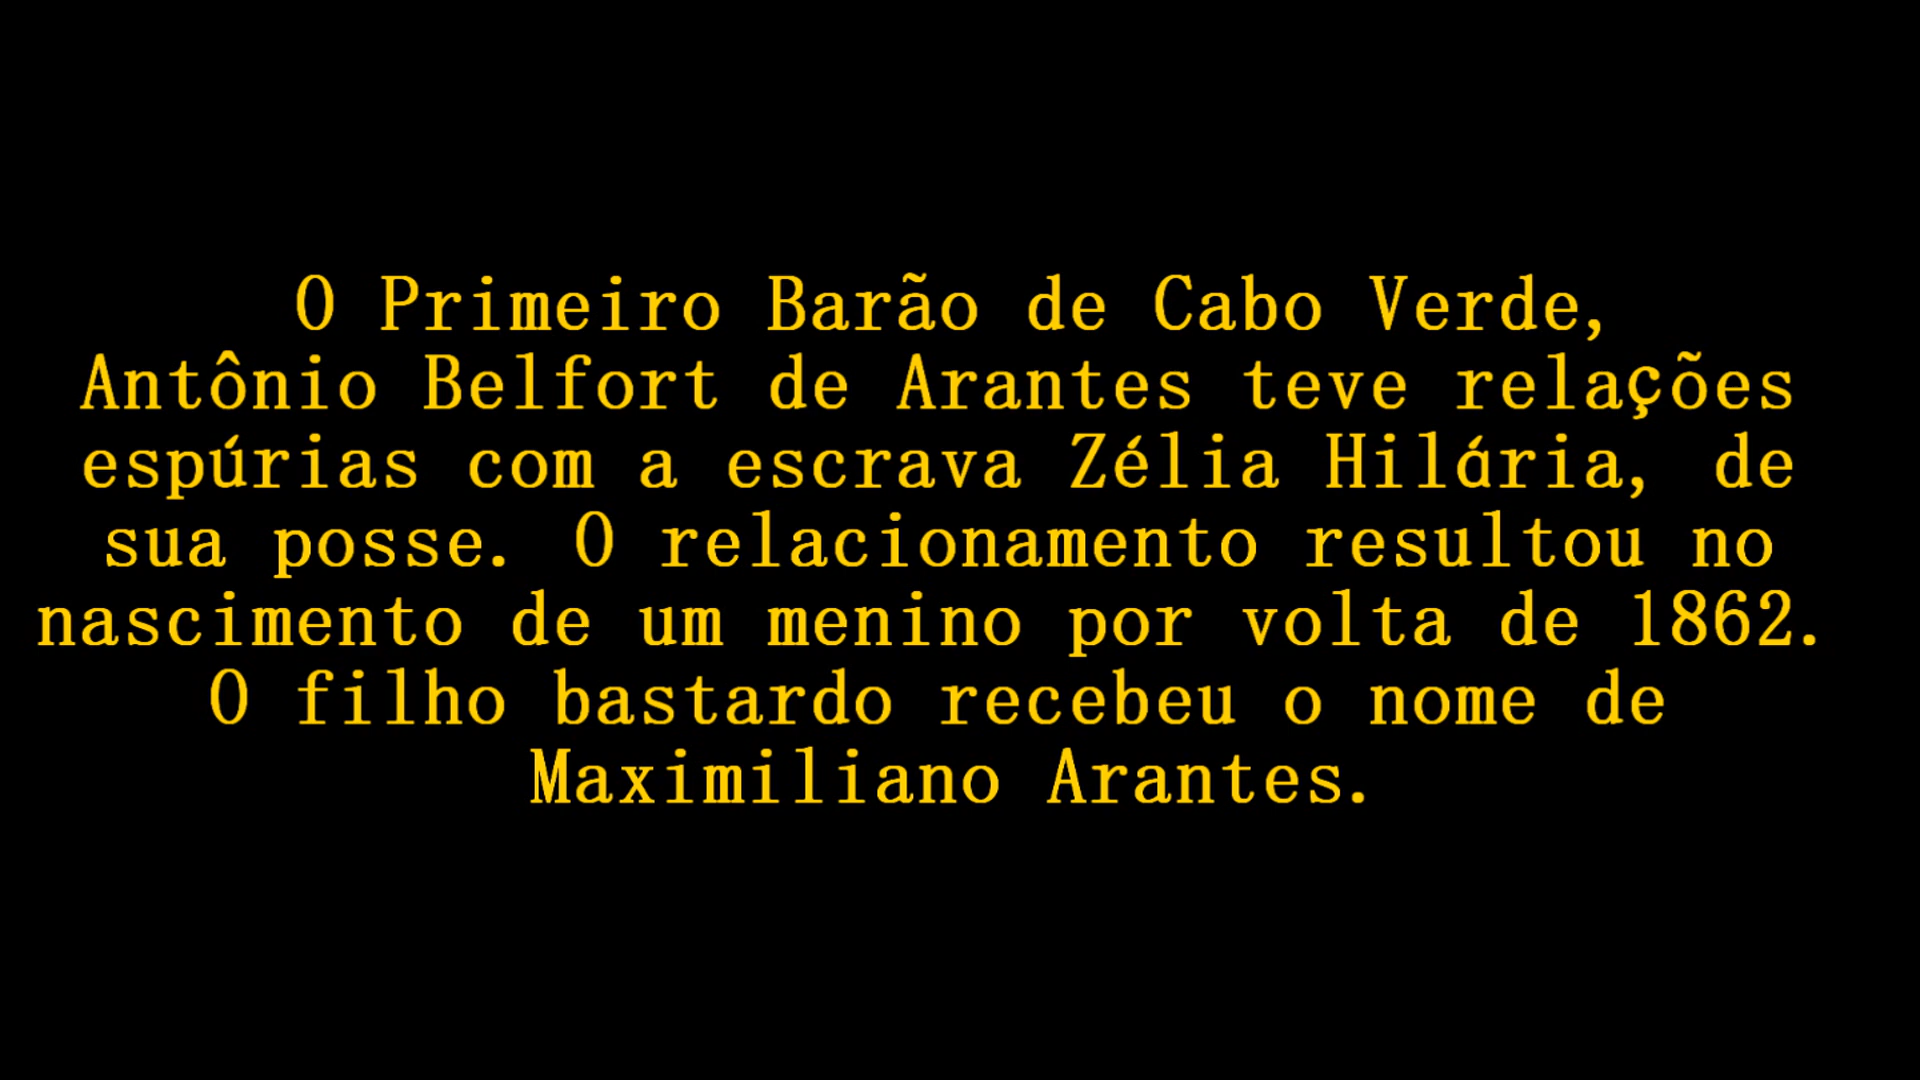 O Primeiro Barão de Cabo Verde,
Antônio Belfort de Arantes teve relações
espúrias com a escrava Zélia Hilária, de
sua posse. O relacionamento resultou no
nascimento de um menino por volta de 1862.
O filho bastardo recebeu o nome de
Maximiliano Arantes.